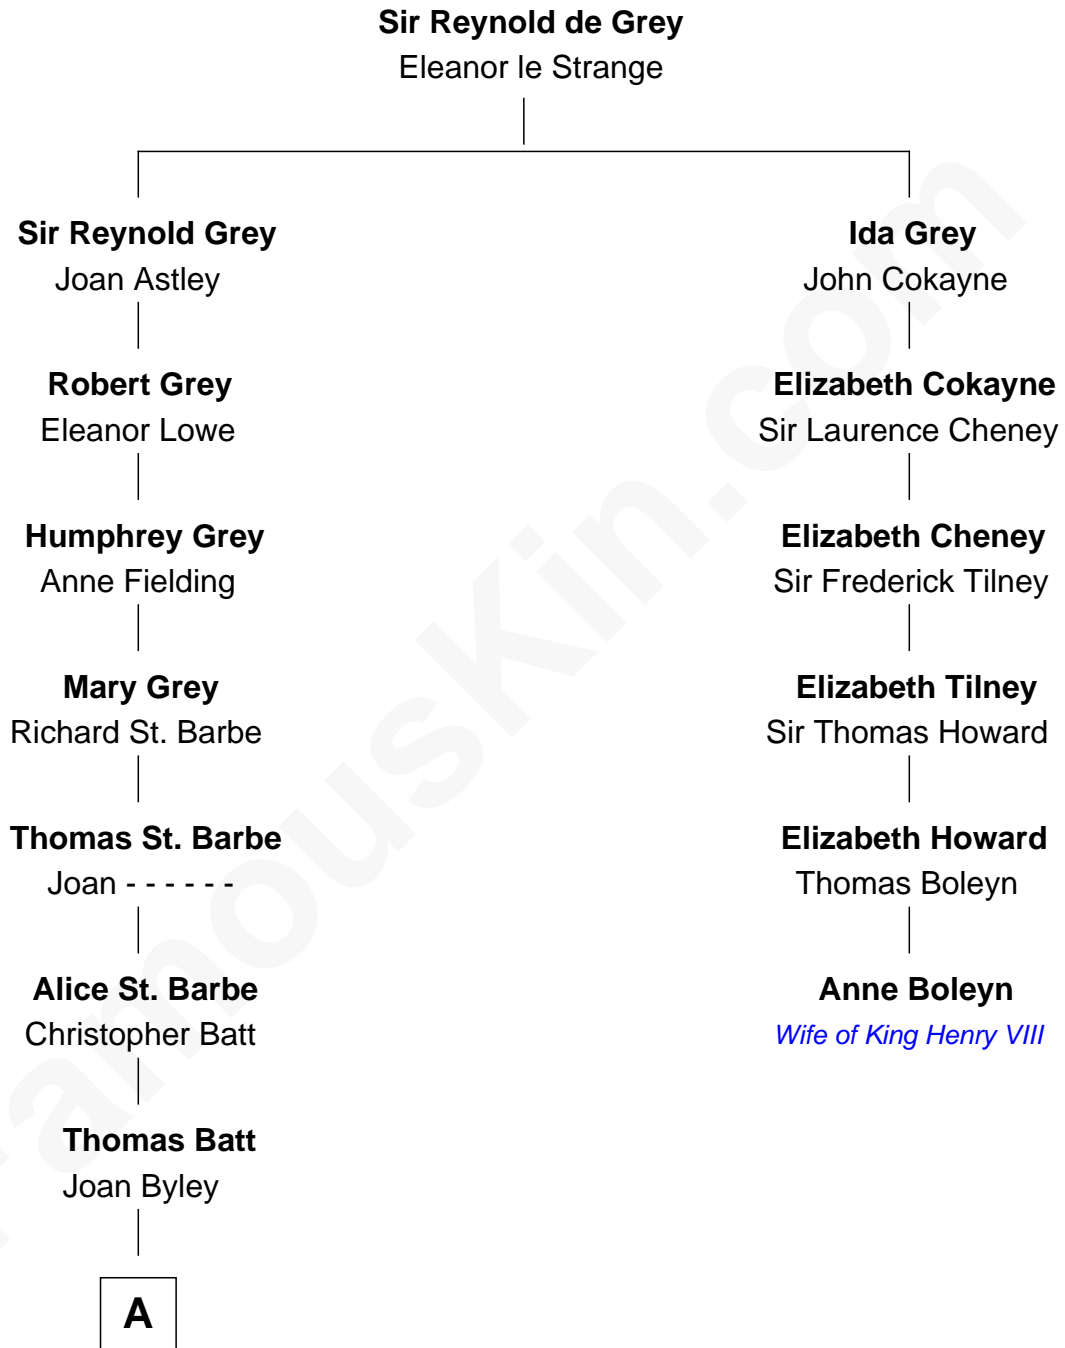 Sir Reynold de Grey
Eleanor le Strange
Sir Reynold Grey
Joan Astley
Ida Grey
John Cokayne
Robert Grey
Eleanor Lowe
Elizabeth Cokayne
Sir Laurence Cheney
Humphrey Grey
Anne Fielding
Elizabeth Cheney
Sir Frederick Tilney
Mary Grey
Richard St. Barbe
Elizabeth Tilney
Sir Thomas Howard
Thomas St. Barbe
Joan - - - - - -
Elizabeth Howard
Thomas Boleyn
Alice St. Barbe
Christopher Batt
Anne Boleyn
Wife of King Henry VIII
Thomas Batt
Joan Byley
A
FamousKin.com